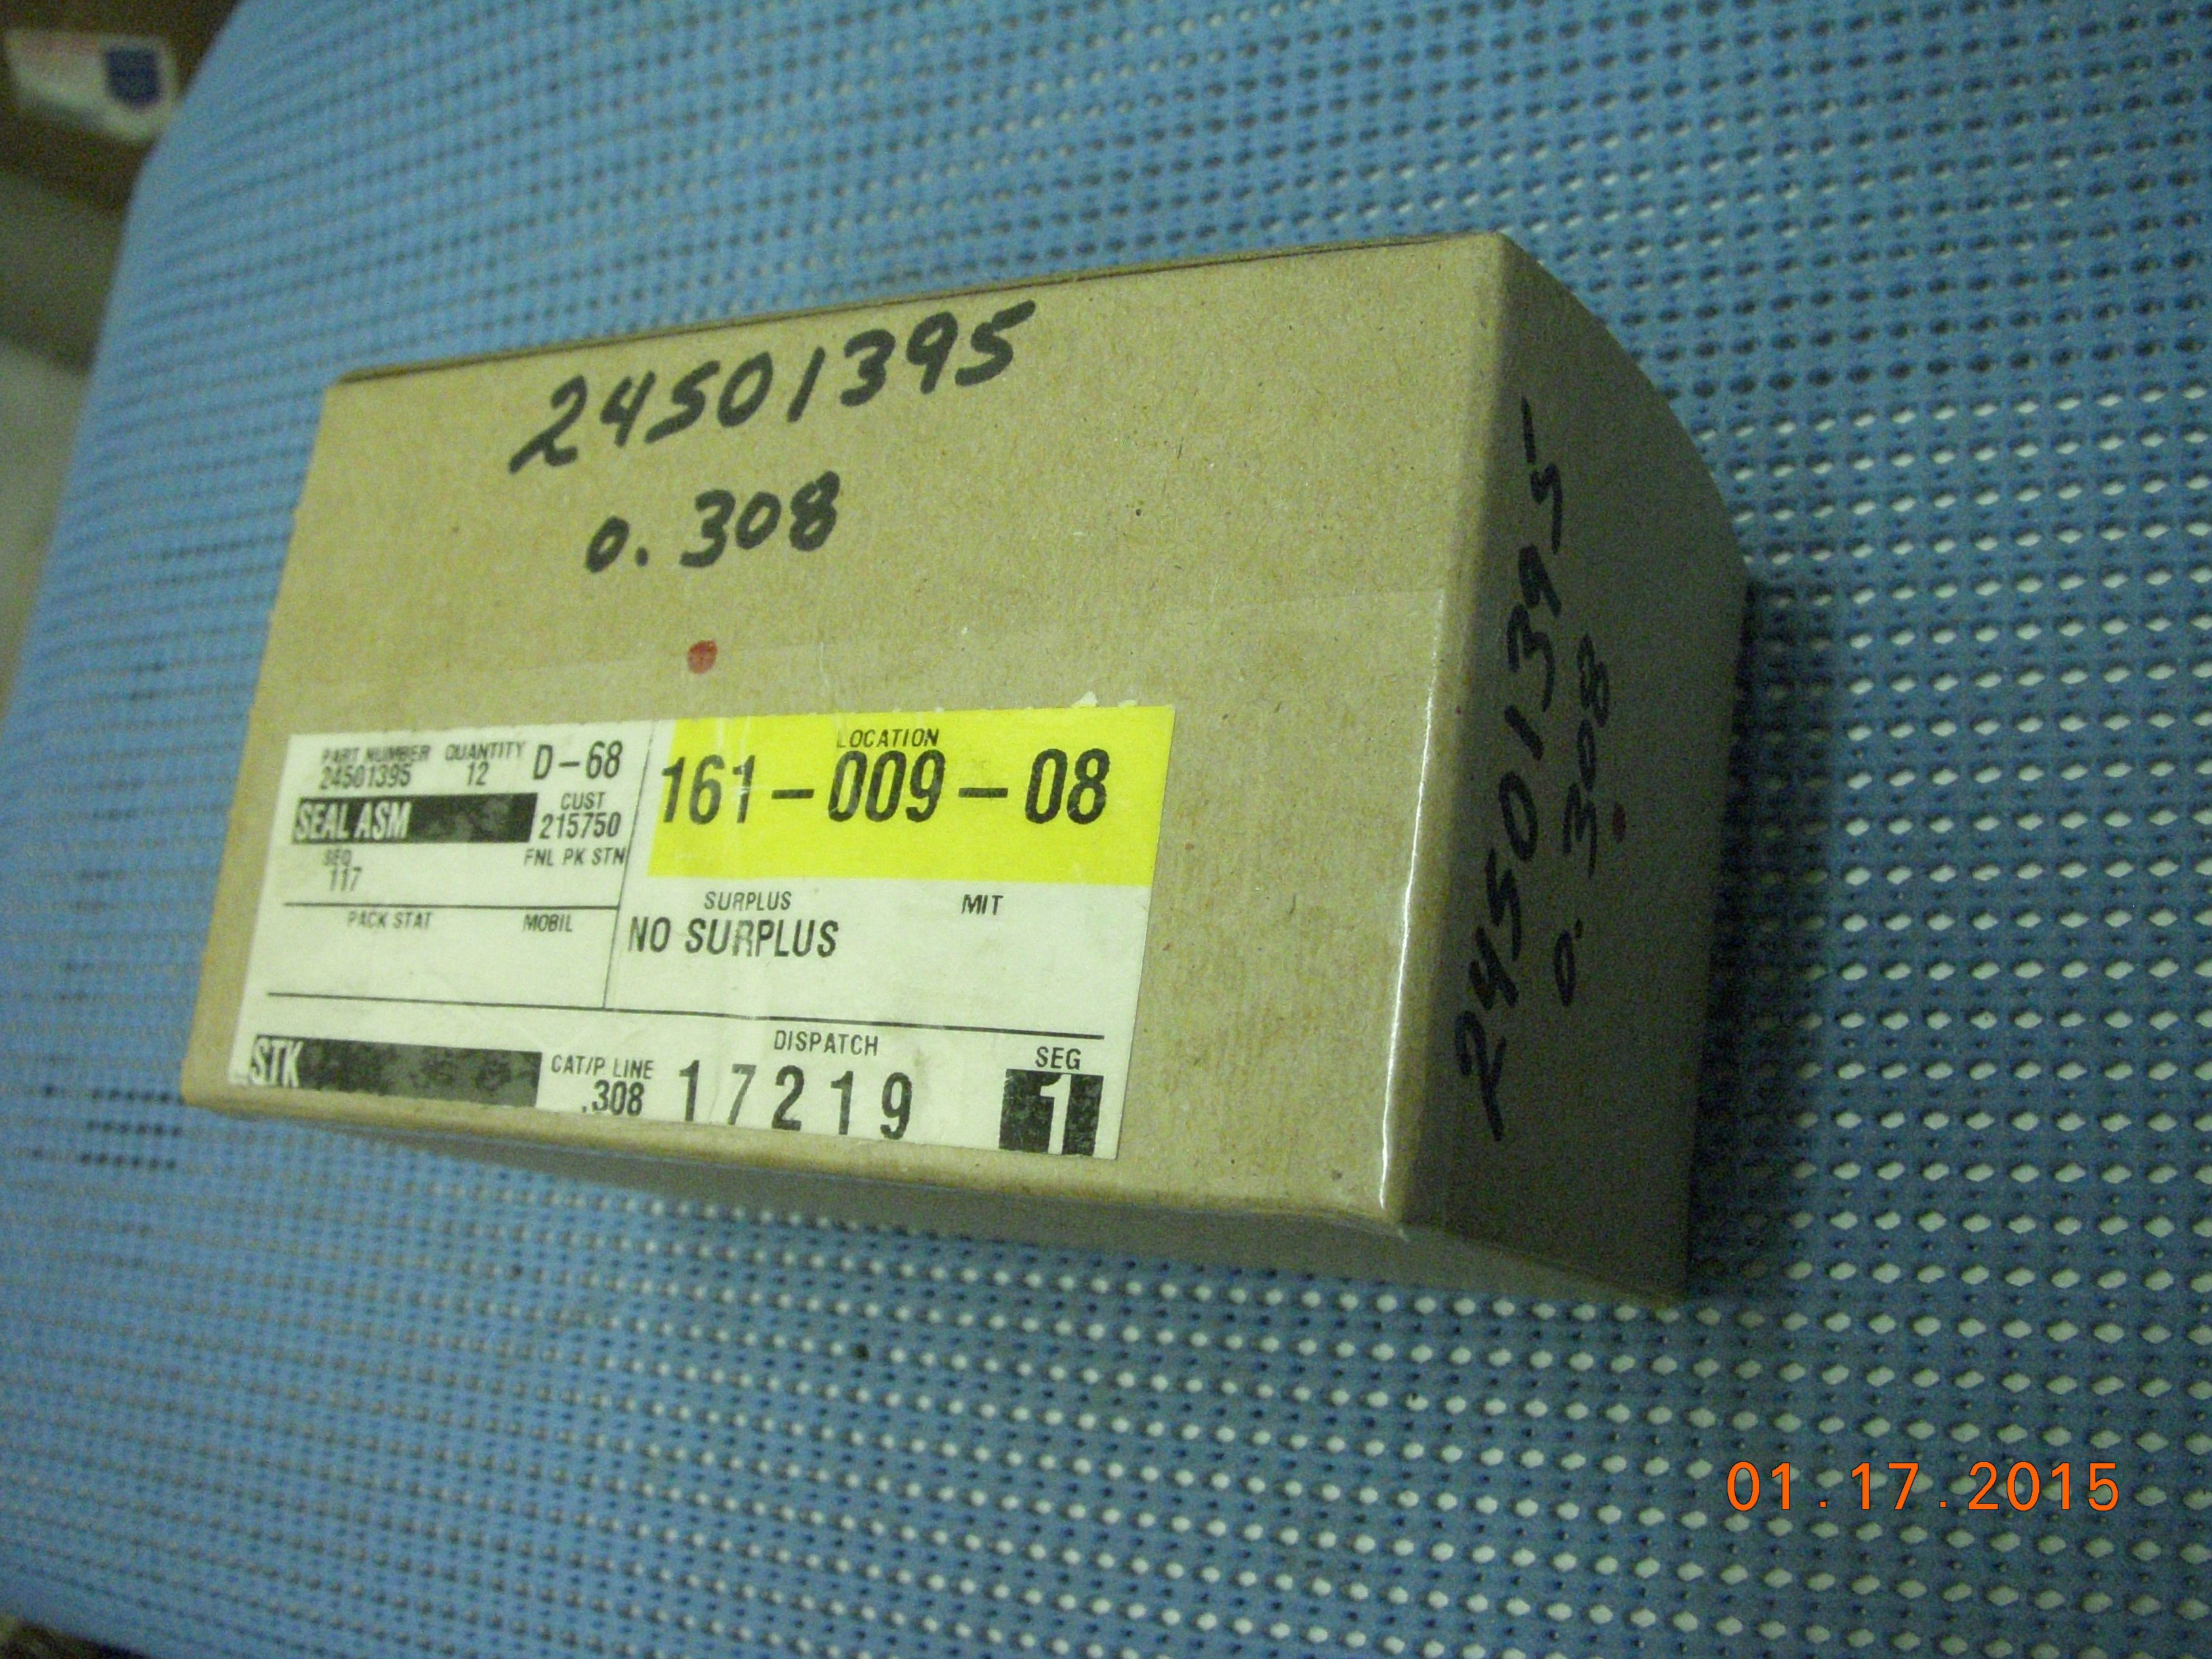 24501395
0.308
PART NUMBER QUANTITY D-68
24501395 12
SEAL ASM
CUST
215750
SEQ
117
FNL PK STN
PACK STAT MOBIL
LOCATION
161-009-08
SURPLUS MIT
NO SURPLUS
STK
CAT/P LINE
.308
DISPATCH
17219
SEG
1
24501395
0.308
01.17.2015